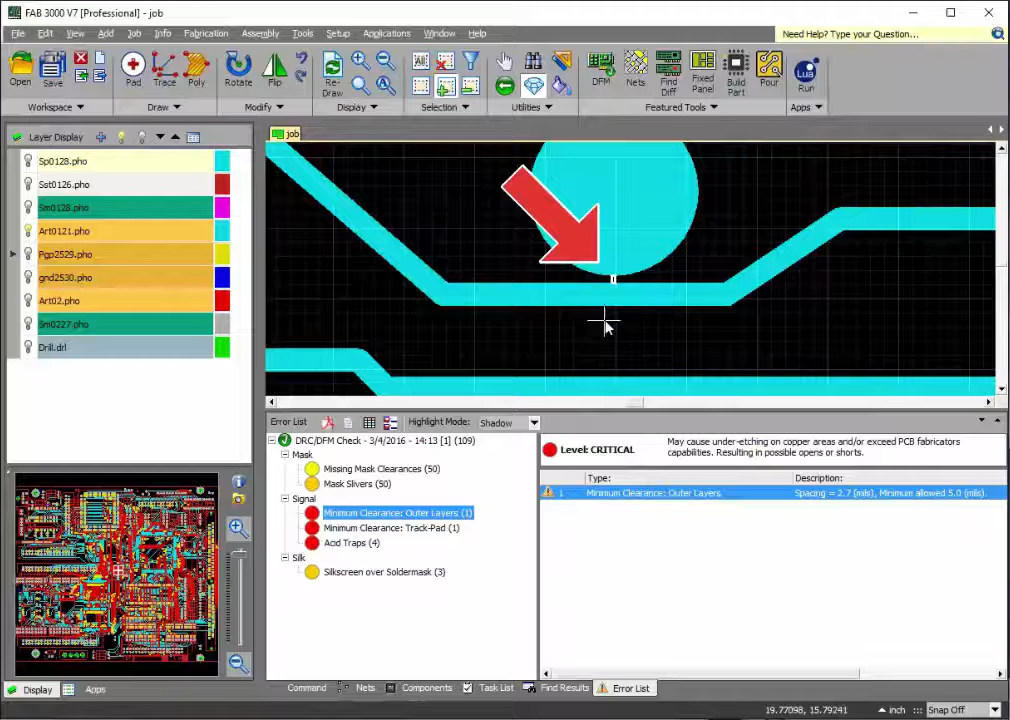 FAB 3000 V7 [Professional] - job
File Edit View Add Job Info Fabrication Assembly Tools Setup Applications Window Help
Need Help? Type your Question...
Open Save Pad Trace Poly Rotate Flip Re-Draw DFM Nets Find Diff Fixed Panel Build Part Pour Lua Run
Workspace Draw Modify Display Selection Utilities Featured Tools Apps
Layer Display
job
Sp0128.pho
Sst0126.pho
Sm0128.pho
Art0121.pho
Pgp2529.pho
gnd2530.pho
Art02.pho
Sm0227.pho
Drill.drl
Error List Highlight Mode: Shadow
DRC/DFM Check - 3/4/2016 - 14:13 [1] (109)
Mask
Missing Mask Clearances (50)
Mask Slivers (50)
Signal
Minimum Clearance: Outer Layers (1)
Minimum Clearance: Track-Pad (1)
Acid Traps (4)
Silk
Silkscreen over Soldermask (3)
Level: CRITICAL
May cause under-etching on copper areas and/or exceed PCB fabricators
capabilities. Resulting in possible opens or shorts.
Type: Description:
1 Minimum Clearance: Outer Layers Spacing = 2.7 (mils), Minimum allowed 5.0 (mils).
Display Apps
Command Nets Components Task List Find Results Error List
19.77098, 15.79241 inch Snap Off